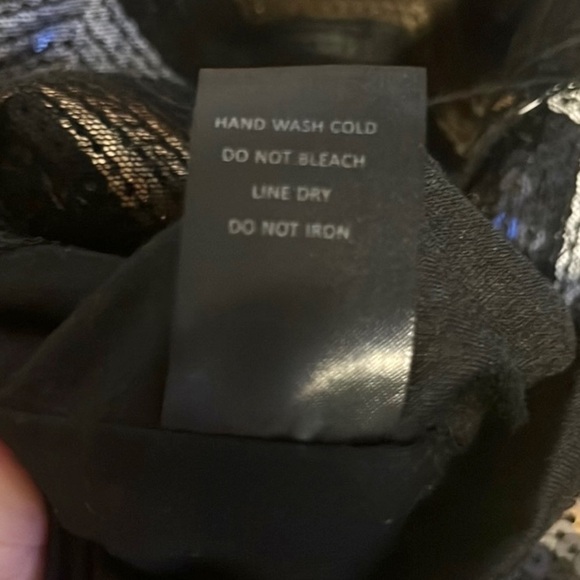 HAND WASH COLD
DO NOT BLEACH
LINE DRY
DO NOT IRON